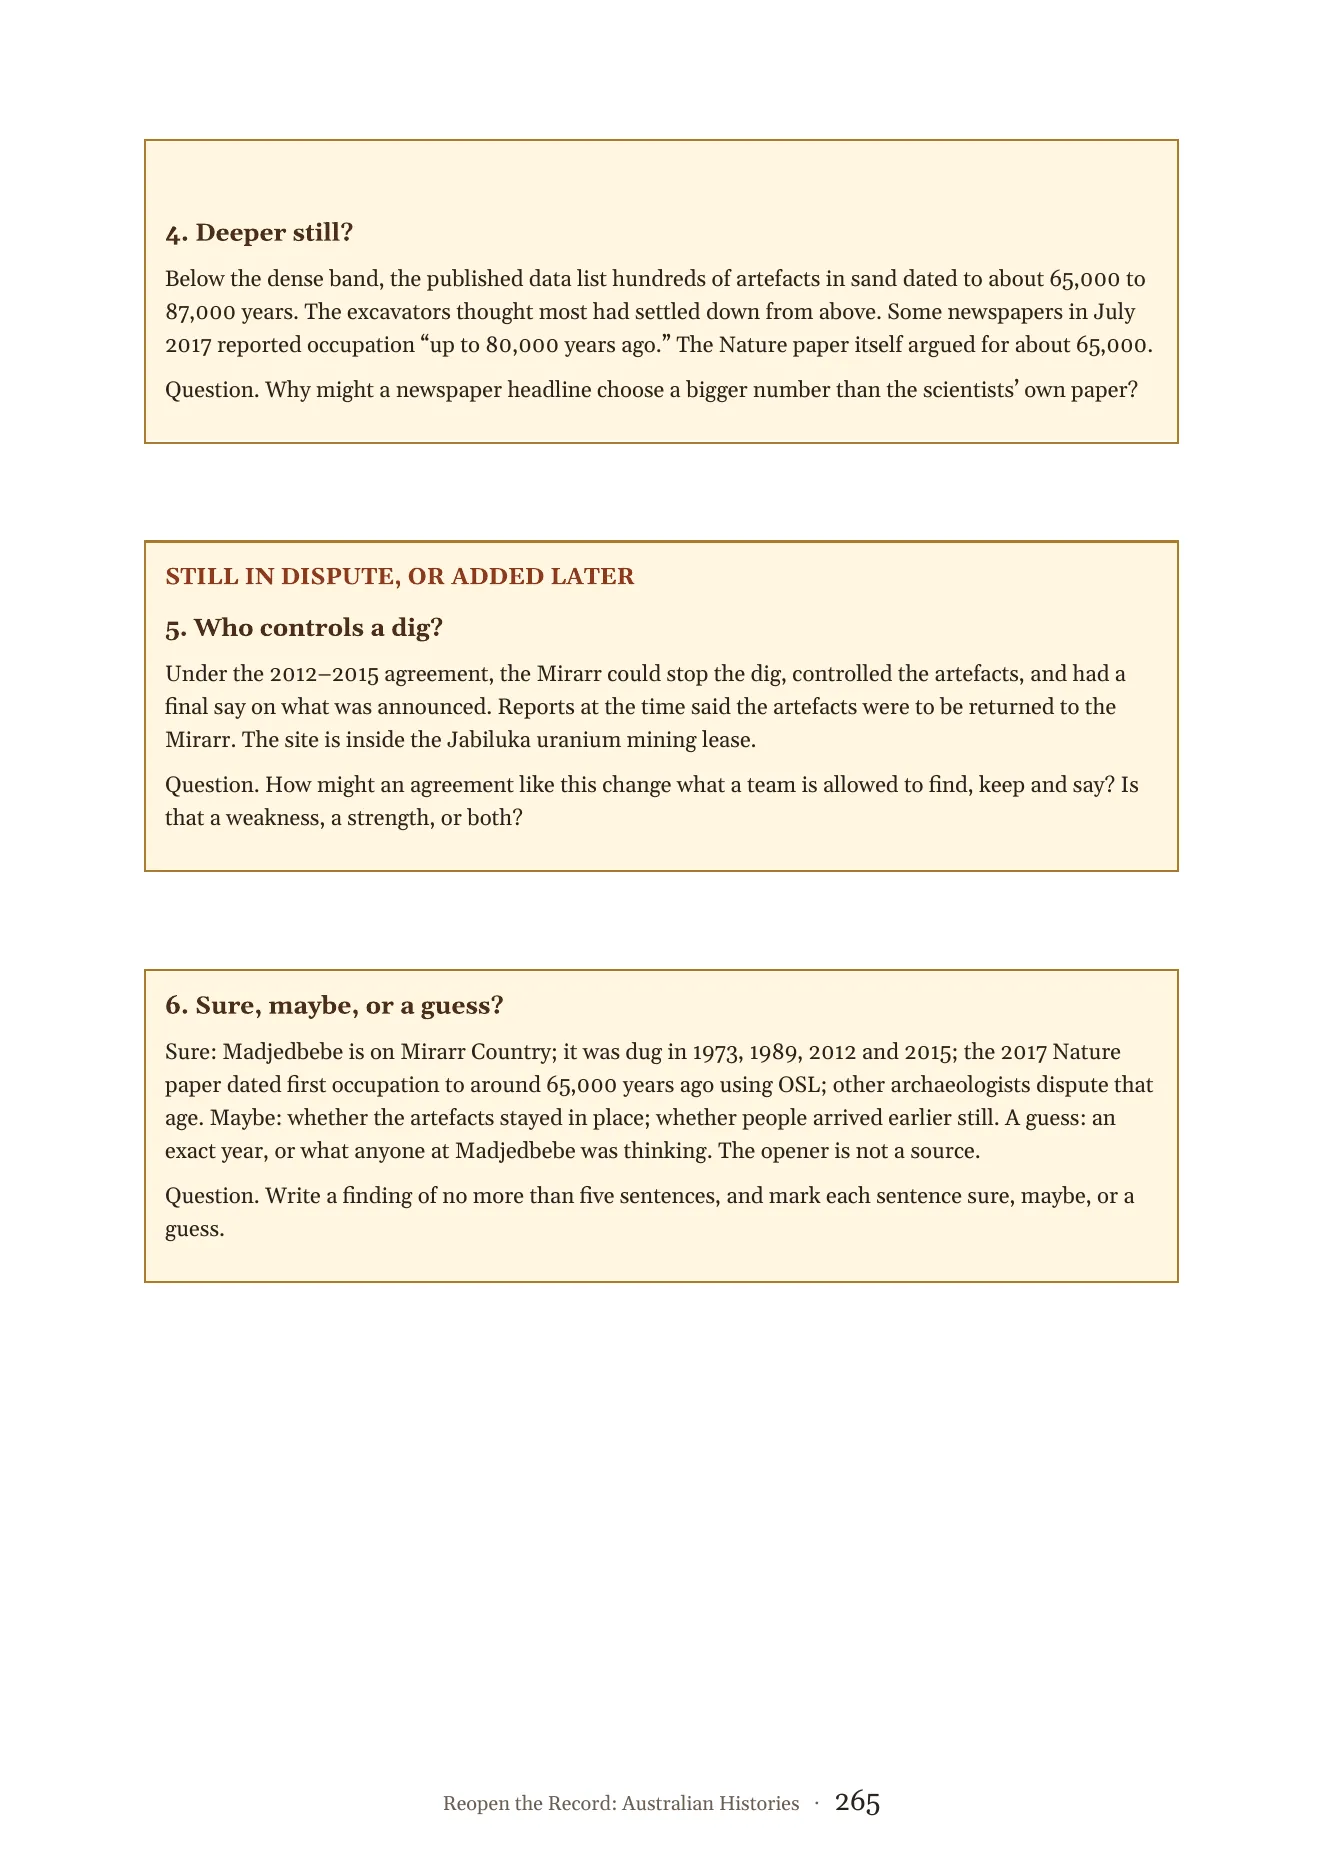 4. Deeper still?
Below the dense band, the published data list hundreds of artefacts in sand dated to about 65,000 to
87,000 years. The excavators thought most had settled down from above. Some newspapers in July
2017 reported occupation “up to 80,000 years ago.” The Nature paper itself argued for about 65,000.
Question. Why might a newspaper headline choose a bigger number than the scientists’ own paper?
STILL IN DISPUTE, OR ADDED LATER
5. Who controls a dig?
Under the 2012–2015 agreement, the Mirarr could stop the dig, controlled the artefacts, and had a
final say on what was announced. Reports at the time said the artefacts were to be returned to the
Mirarr. The site is inside the Jabiluka uranium mining lease.
Question. How might an agreement like this change what a team is allowed to find, keep and say? Is
that a weakness, a strength, or both?
6. Sure, maybe, or a guess?
Sure: Madjedbebe is on Mirarr Country; it was dug in 1973, 1989, 2012 and 2015; the 2017 Nature
paper dated first occupation to around 65,000 years ago using OSL; other archaeologists dispute that
age. Maybe: whether the artefacts stayed in place; whether people arrived earlier still. A guess: an
exact year, or what anyone at Madjedbebe was thinking. The opener is not a source.
Question. Write a finding of no more than five sentences, and mark each sentence sure, maybe, or a
guess.
Reopen the Record: Australian Histories · 265